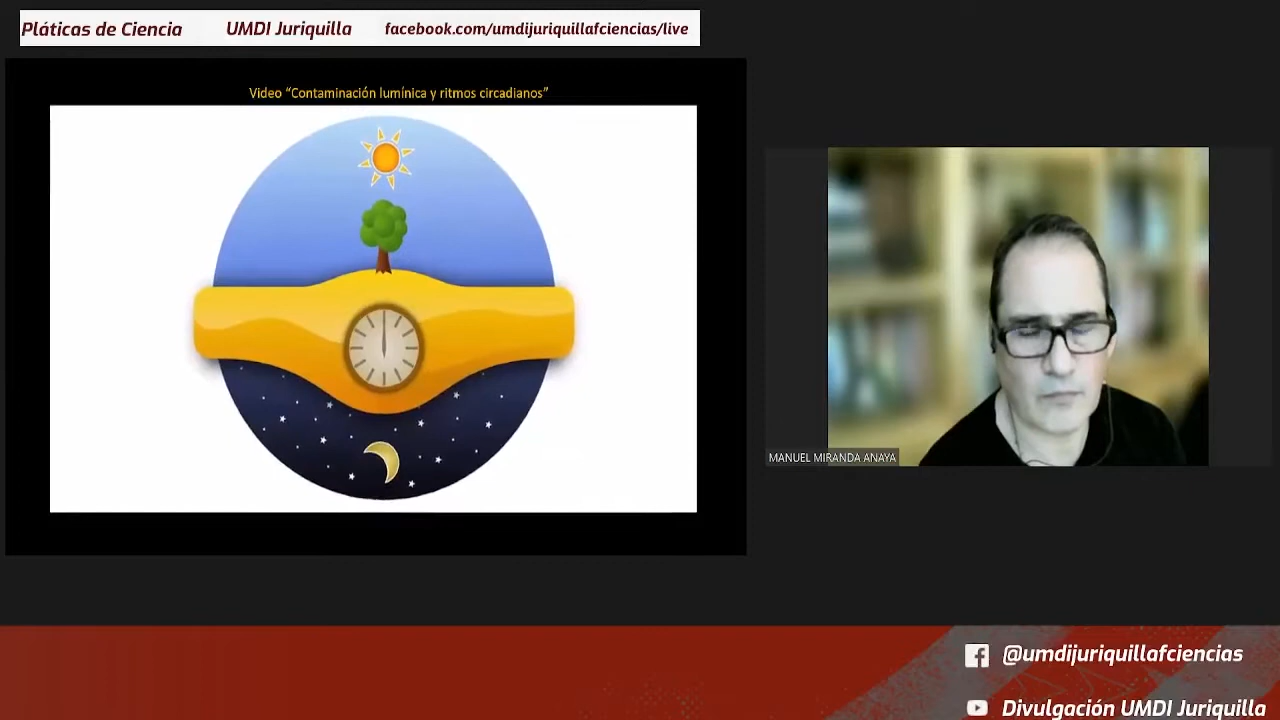 Pláticas de Ciencia UMDI Juriquilla facebook.com/umdijuriquillafciencias/live
Video “Contaminación lumínica y ritmos circadianos”
MANUEL MIRANDA ANAYA
@umdijuriquillafciencias
Divulgación UMDI Juriquilla